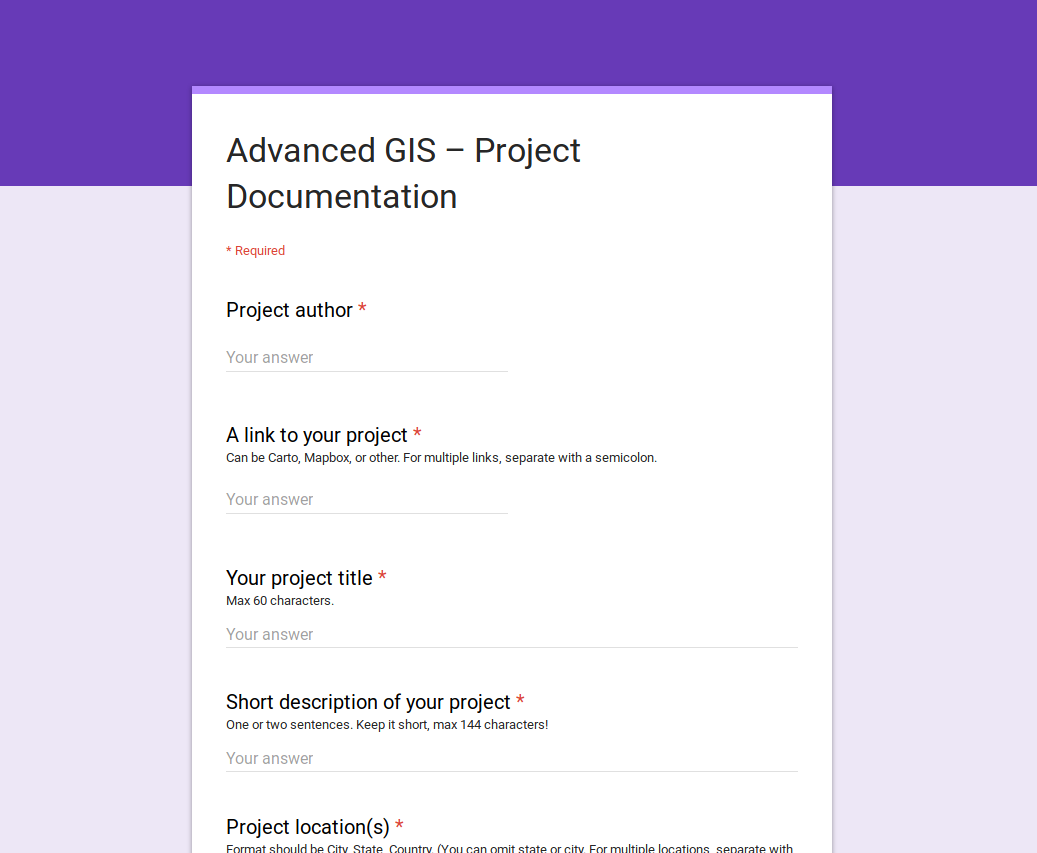 Advanced GIS – Project
Documentation
* Required
Project author *
Your answer
A link to your project *
Can be Carto, Mapbox, or other. For multiple links, separate with a semicolon.
Your answer
Your project title *
Max 60 characters.
Your answer
Short description of your project *
One or two sentences. Keep it short, max 144 characters!
Your answer
Project location(s) *
Format should be City, State, Country. (You can omit state or city. For multiple locations, separate with